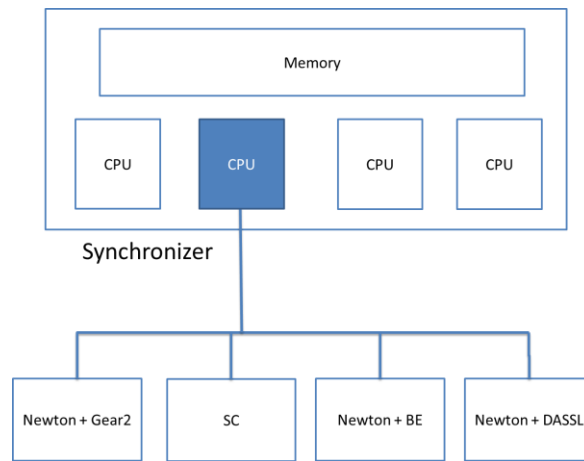 Memory
CPU
CPU
CPU
CPU
Synchronizer
Newton + Gear2
SC
Newton + BE
Newton + DASSL